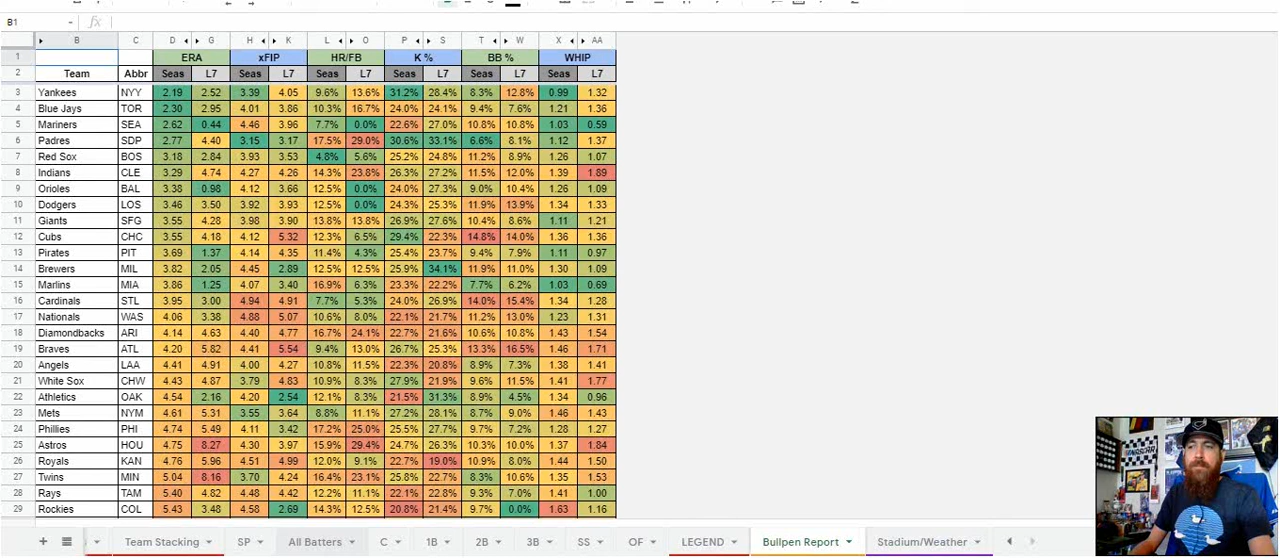 B1 fx
B C D G H K L O P S T W X AA
1 ERA xFIP HR/FB K % BB % WHIP
2 Team Abbr Seas L7 Seas L7 Seas L7 Seas L7 Seas L7 Seas L7
3 Yankees NYY 2.19 2.52 3.39 4.05 9.6% 13.6% 31.2% 28.4% 8.3% 12.8% 0.99 1.32
4 Blue Jays TOR 2.30 2.95 4.01 3.86 10.3% 16.7% 24.0% 24.1% 9.4% 7.6% 1.21 1.36
5 Mariners SEA 2.62 0.44 4.46 3.96 7.7% 0.0% 22.6% 27.0% 10.8% 10.8% 1.03 0.59
6 Padres SDP 2.77 4.40 3.15 3.17 17.5% 29.0% 30.6% 33.1% 6.6% 8.1% 1.12 1.37
7 Red Sox BOS 3.18 2.84 3.93 3.53 4.8% 5.6% 25.2% 24.8% 11.2% 8.9% 1.26 1.07
8 Indians CLE 3.29 4.74 4.27 4.26 14.3% 23.8% 26.3% 27.2% 11.5% 12.0% 1.39 1.89
9 Orioles BAL 3.38 0.98 4.12 3.66 12.5% 0.0% 24.0% 27.3% 9.0% 10.4% 1.26 1.09
10 Dodgers LOS 3.46 3.50 3.92 3.93 12.5% 0.0% 24.3% 25.3% 11.9% 13.9% 1.34 1.33
11 Giants SFG 3.55 4.28 3.98 3.90 13.8% 13.8% 26.9% 27.6% 10.4% 8.6% 1.11 1.21
12 Cubs CHC 3.55 4.18 4.12 5.32 12.3% 6.5% 29.4% 22.3% 14.8% 14.0% 1.36 1.36
13 Pirates PIT 3.69 1.37 4.14 4.35 11.4% 4.3% 25.4% 23.7% 9.4% 7.9% 1.11 0.97
14 Brewers MIL 3.82 2.05 4.45 2.89 12.5% 12.5% 25.9% 34.1% 11.9% 11.0% 1.30 1.09
15 Marlins MIA 3.86 1.25 4.07 3.40 16.9% 6.3% 23.3% 22.2% 7.7% 6.2% 1.03 0.69
16 Cardinals STL 3.95 3.00 4.94 4.91 7.7% 5.3% 24.0% 26.9% 14.0% 15.4% 1.34 1.28
17 Nationals WAS 4.06 3.38 4.88 5.07 10.6% 8.0% 22.1% 21.7% 11.2% 13.0% 1.23 1.31
18 Diamondbacks ARI 4.14 4.63 4.40 4.77 16.7% 24.1% 22.7% 21.6% 10.6% 10.8% 1.43 1.54
19 Braves ATL 4.20 5.82 4.41 5.54 9.4% 13.0% 26.7% 25.3% 13.3% 16.5% 1.46 1.71
20 Angels LAA 4.41 4.91 4.00 4.27 10.8% 11.5% 22.3% 20.8% 8.9% 7.3% 1.38 1.41
21 White Sox CHW 4.43 4.87 3.79 4.83 10.9% 8.3% 27.9% 21.9% 9.6% 11.5% 1.41 1.77
22 Athletics OAK 4.54 2.16 4.20 2.54 12.1% 8.3% 21.5% 31.3% 8.9% 4.5% 1.34 0.96
23 Mets NYM 4.61 5.31 3.55 3.64 8.8% 11.1% 27.2% 28.1% 8.7% 9.0% 1.46 1.43
24 Phillies PHI 4.74 5.49 4.11 3.42 17.2% 25.0% 25.5% 27.7% 9.7% 7.2% 1.28 1.27
25 Astros HOU 4.75 8.27 4.30 3.97 15.9% 29.4% 24.7% 26.3% 10.3% 10.0% 1.37 1.84
26 Royals KAN 4.76 5.96 4.51 4.99 12.0% 9.1% 22.7% 19.0% 10.9% 8.0% 1.44 1.50
27 Twins MIN 5.04 8.16 3.70 4.24 16.4% 23.1% 25.8% 22.7% 8.3% 10.6% 1.35 1.53
28 Rays TAM 5.40 4.82 4.48 4.42 12.2% 11.1% 22.1% 22.8% 9.3% 7.0% 1.41 1.00
29 Rockies COL 5.43 3.48 4.58 2.69 14.3% 12.5% 20.8% 21.4% 9.7% 0.0% 1.63 1.16
Team Stacking SP All Batters C 1B 2B 3B SS OF LEGEND Bullpen Report Stadium/Weather